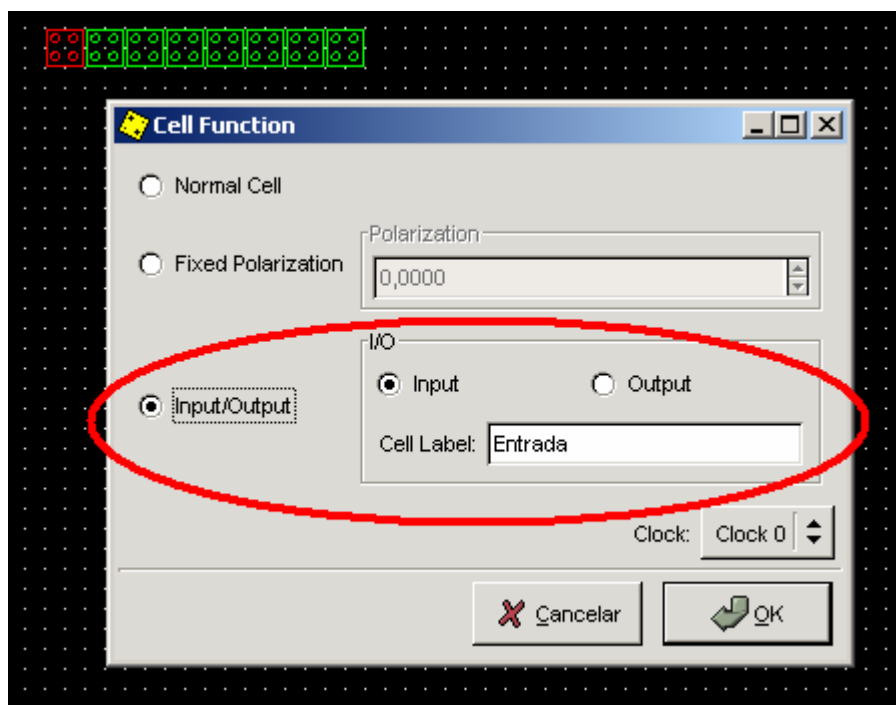 Cell Function
Normal Cell
Polarization
Fixed Polarization
0,0000
I/O
Input Output
Input/Output
Cell Label: Entrada
Clock: Clock 0
Cancelar OK